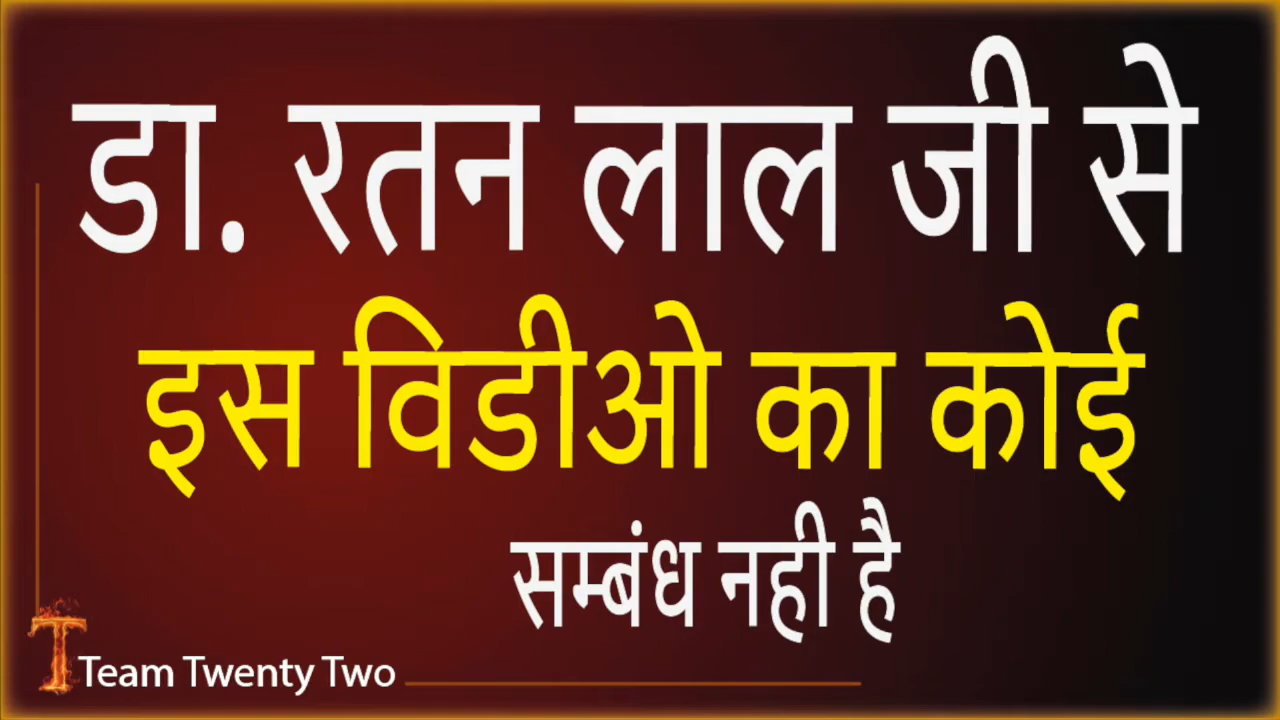 डा. रतन लाल जी से
इस विडीओ का कोई
सम्बंध नही है
T Team Twenty Two